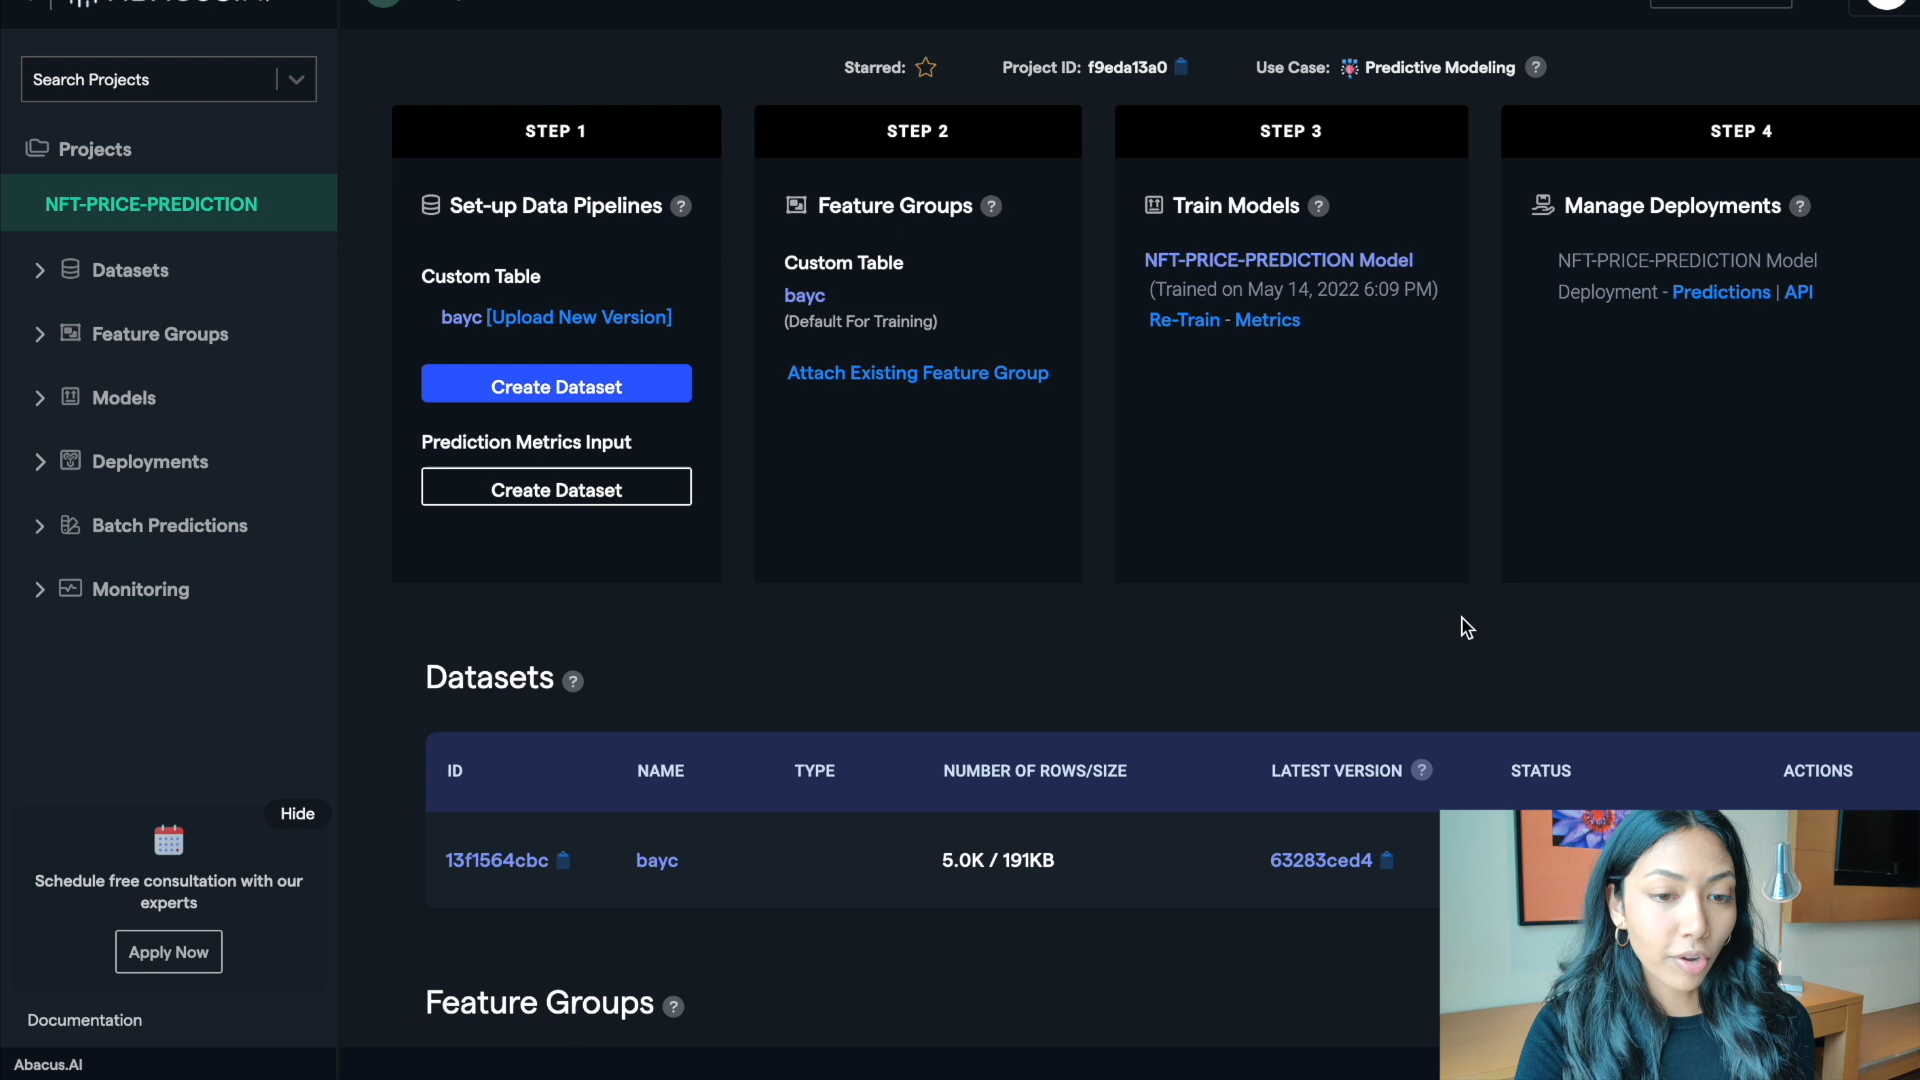 Search Projects
Projects
NFT-PRICE-PREDICTION
Datasets
Feature Groups
Models
Deployments
Batch Predictions
Monitoring
Hide
Schedule free consultation with our
experts
Apply Now
Documentation
Abacus.AI
Starred:
Project ID: f9eda13a0
Use Case: Predictive Modeling ?
STEP 1
Set-up Data Pipelines ?
Custom Table
bayc [Upload New Version]
Create Dataset
Prediction Metrics Input
Create Dataset
STEP 2
Feature Groups ?
Custom Table
bayc
(Default For Training)
Attach Existing Feature Group
STEP 3
Train Models ?
NFT-PRICE-PREDICTION Model
(Trained on May 14, 2022 6:09 PM)
Re-Train - Metrics
STEP 4
Manage Deployments ?
NFT-PRICE-PREDICTION Model
Deployment - Predictions | API
Datasets ?
ID NAME TYPE NUMBER OF ROWS/SIZE LATEST VERSION ? STATUS ACTIONS
13f1564cbc bayc 5.0K / 191KB 63283ced4
Feature Groups ?